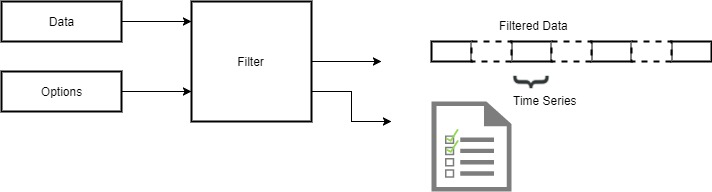 Data
Options
Filter
Filtered Data
Time Series